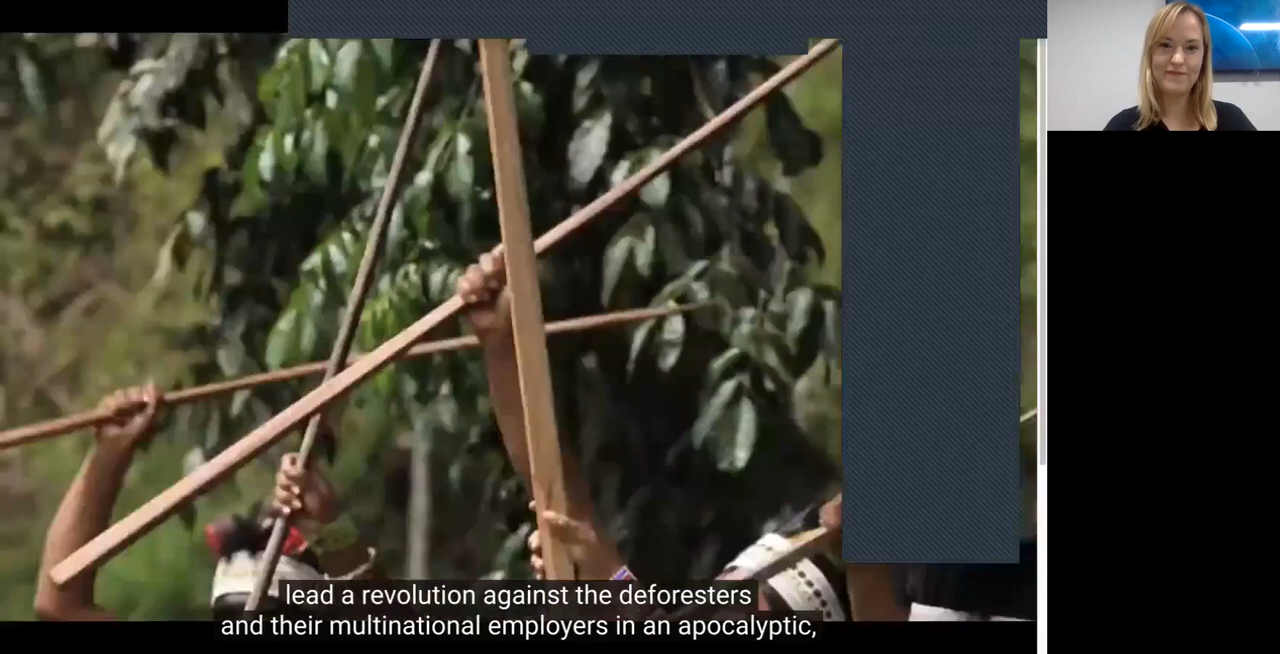 lead a revolution against the deforesters
and their multinational employers in an apocalyptic,